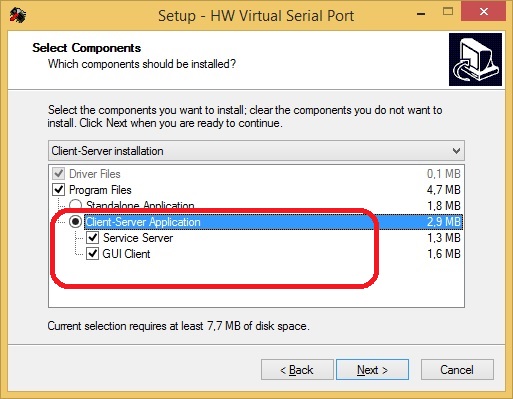 Setup - HW Virtual Serial Port
Select Components
Which components should be installed?
Select the components you want to install; clear the components you do not want to
install. Click Next when you are ready to continue.
Client-Server installation
Driver Files 0,1 MB
Program Files 4,7 MB
Standalone Application 1,8 MB
Client-Server Application 2,9 MB
Service Server 1,3 MB
GUI Client 1,6 MB
Current selection requires at least 7,7 MB of disk space.
< Back Next > Cancel